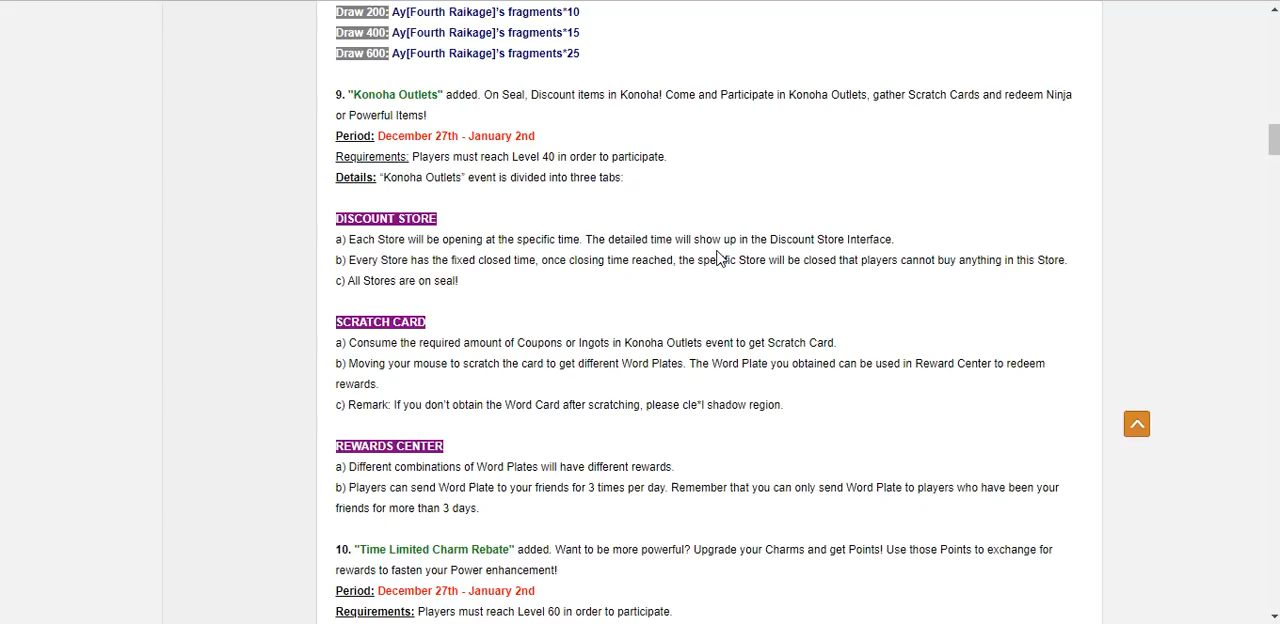 Draw 200: Ay[Fourth Raikage]'s fragments*10
Draw 400: Ay[Fourth Raikage]'s fragments*15
Draw 600: Ay[Fourth Raikage]'s fragments*25
9. "Konoha Outlets" added. On Seal, Discount items in Konoha! Come and Participate in Konoha Outlets, gather Scratch Cards and redeem Ninja
or Powerful Items!
Period: December 27th - January 2nd
Requirements: Players must reach Level 40 in order to participate.
Details: “Konoha Outlets” event is divided into three tabs:
DISCOUNT STORE
a) Each Store will be opening at the specific time. The detailed time will show up in the Discount Store Interface.
b) Every Store has the fixed closed time, once closing time reached, the specific Store will be closed that players cannot buy anything in this Store.
c) All Stores are on seal!
SCRATCH CARD
a) Consume the required amount of Coupons or Ingots in Konoha Outlets event to get Scratch Card.
b) Moving your mouse to scratch the card to get different Word Plates. The Word Plate you obtained can be used in Reward Center to redeem
rewards.
c) Remark: If you don’t obtain the Word Card after scratching, please cle*l shadow region.
REWARDS CENTER
a) Different combinations of Word Plates will have different rewards.
b) Players can send Word Plate to your friends for 3 times per day. Remember that you can only send Word Plate to players who have been your
friends for more than 3 days.
10. "Time Limited Charm Rebate" added. Want to be more powerful? Upgrade your Charms and get Points! Use those Points to exchange for
rewards to fasten your Power enhancement!
Period: December 27th - January 2nd
Requirements: Players must reach Level 60 in order to participate.